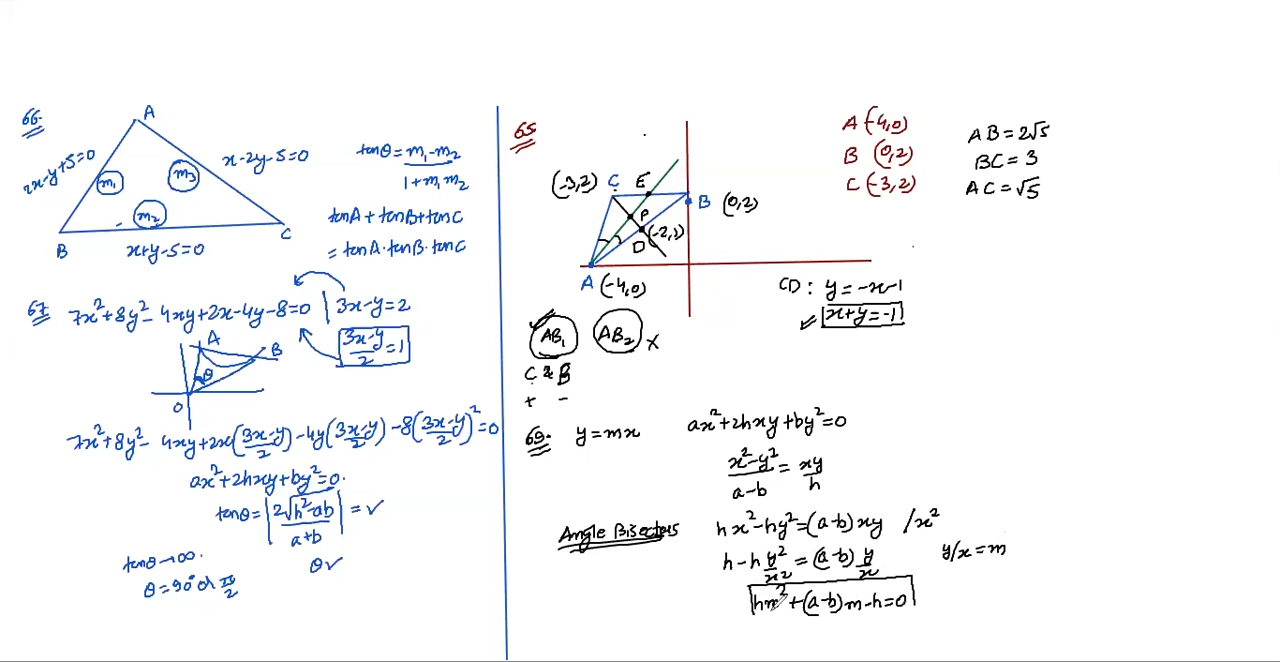 66
A
2x-y+5=0
x-2y-5=0
m₁
m₃
m₂
B
C
x+y-5=0
tanθ = m₁-m₂
1+m₁m₂
tanA + tanB + tanC
= tanA·tanB·tanC
67 7x²+8y²-4xy+2x-4y-8=0 | 3x-y=2
3x-y/2=1
A
B
θ
O
7x²+8y²-4xy+2x(3x-y/2)-4y(3x-y/2)-8(3x-y/2)²=0
ax²+2hxy+by²=0.
tanθ = |2√h²-ab/a+b| = ✓
tanθ→∞.
θ=90° or π/2
θ✓
65
(-3,2) C E
B (0,2)
P
D (-2,1)
A (-4,0)
A (-4,0)
B (0,2)
C (-3,2)
AB=2√5
BC=3
AC=√5
CD: y=-x-1
✓ x+y=-1
AB₁ AB₂ x
C & B
+ -
69. y=mx ax²+2hxy+by²=0
x²-y²/a-b = xy/h
Angle Bisectors hx²-hy²=(a-b)xy /x²
h-h y²/x² = (a-b) y/x y/x=m
hm²+(a-b)m-h=0